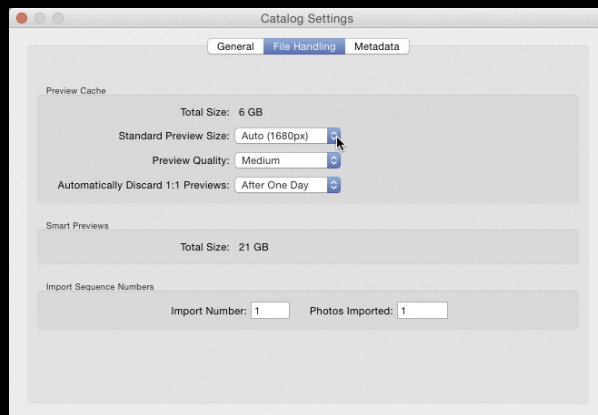 Catalog Settings
General File Handling Metadata
Preview Cache
Total Size: 6 GB
Standard Preview Size: Auto (1680px)
Preview Quality: Medium
Automatically Discard 1:1 Previews: After One Day
Smart Previews
Total Size: 21 GB
Import Sequence Numbers
Import Number: 1 Photos Imported: 1